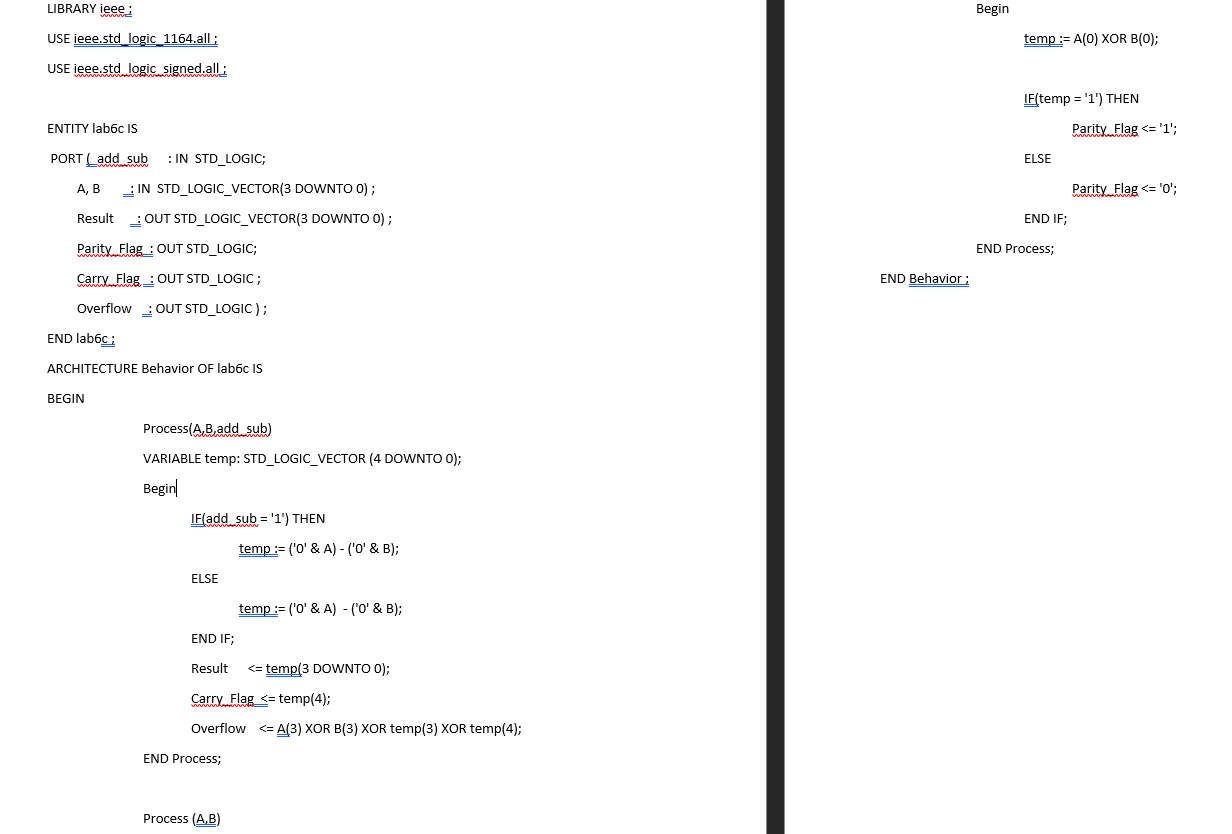 LIBRARY ieee ;
USE ieee.std_logic_1164.all ;
USE ieee.std_logic_signed.all ;
ENTITY lab6c IS
PORT ( add_sub : IN STD_LOGIC;
A, B : IN STD_LOGIC_VECTOR(3 DOWNTO 0) ;
Result : OUT STD_LOGIC_VECTOR(3 DOWNTO 0) ;
Parity_Flag : OUT STD_LOGIC;
Carry_Flag : OUT STD_LOGIC ;
Overflow : OUT STD_LOGIC ) ;
END lab6c ;
ARCHITECTURE Behavior OF lab6c IS
BEGIN
Process(A,B,add_sub)
VARIABLE temp: STD_LOGIC_VECTOR (4 DOWNTO 0);
Begin
IF(add_sub = '1') THEN
temp := ('0' & A) - ('0' & B);
ELSE
temp := ('0' & A) - ('0' & B);
END IF;
Result <= temp(3 DOWNTO 0);
Carry_Flag <= temp(4);
Overflow <= A(3) XOR B(3) XOR temp(3) XOR temp(4);
END Process;
Process (A,B)
Begin
temp := A(0) XOR B(0);
IF(temp = '1') THEN
Parity_Flag <= '1';
ELSE
Parity_Flag <= '0';
END IF;
END Process;
END Behavior ;